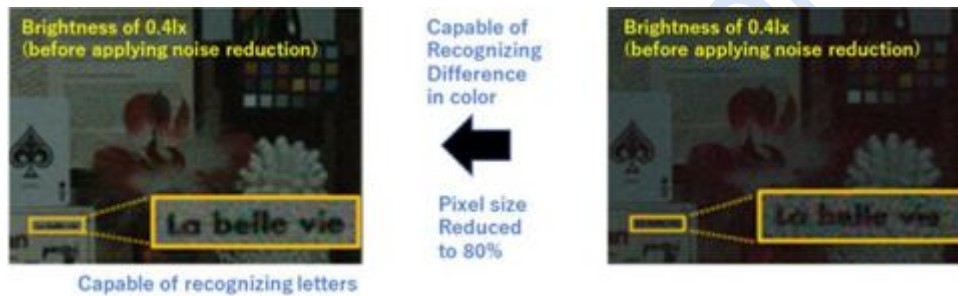 Brightness of 0.4lx
(before applying noise reduction)
La belle vie
Capable of recognizing letters
Capable of
Recognizing
Difference
in color
Pixel size
Reduced
to 80%
Brightness of 0.4lx
(before applying noise reduction)
La belle vie